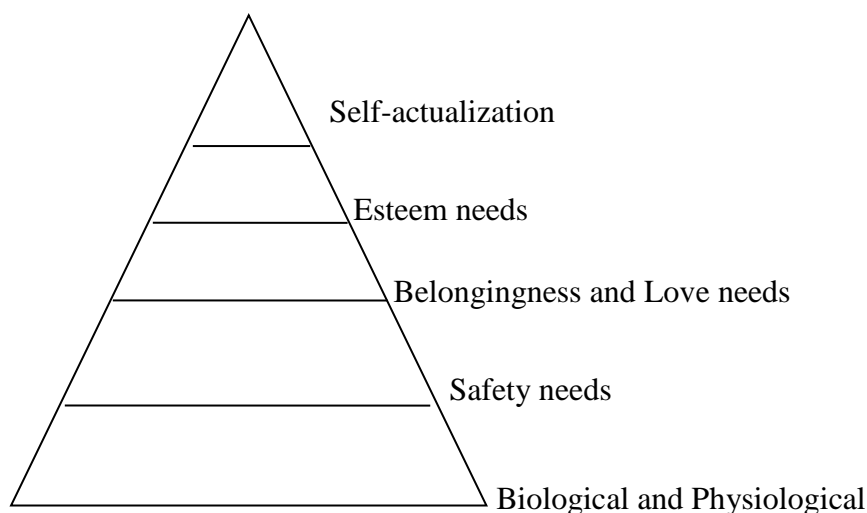 Self-actualization
Esteem needs
Belongingness and Love needs
Safety needs
Biological and Physiological